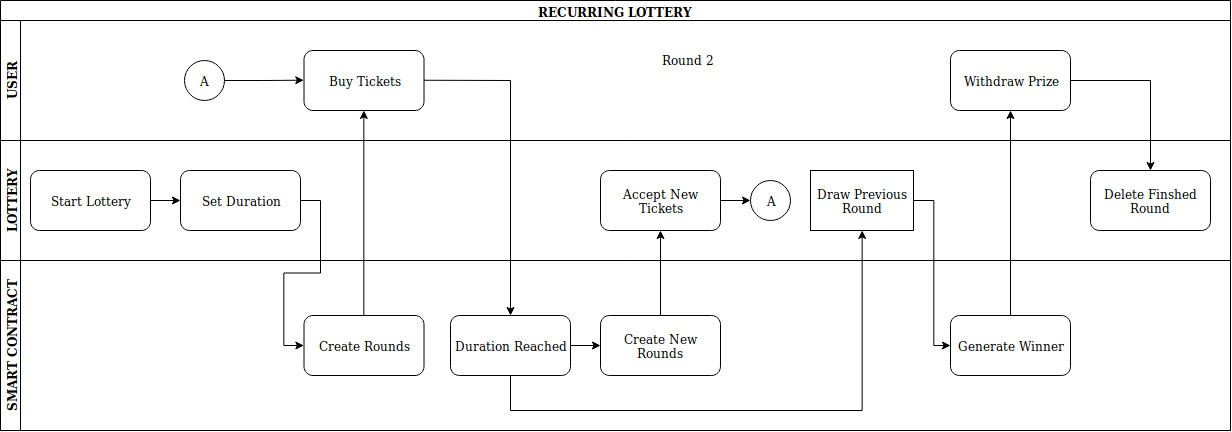 RECURRING LOTTERY
USER
A
Buy Tickets
Round 2
Withdraw Prize
LOTTERY
Start Lottery
Set Duration
Accept New
Tickets
A
Draw Previous
Round
Delete Finshed
Round
SMART CONTRACT
Create Rounds
Duration Reached
Create New
Rounds
Generate Winner